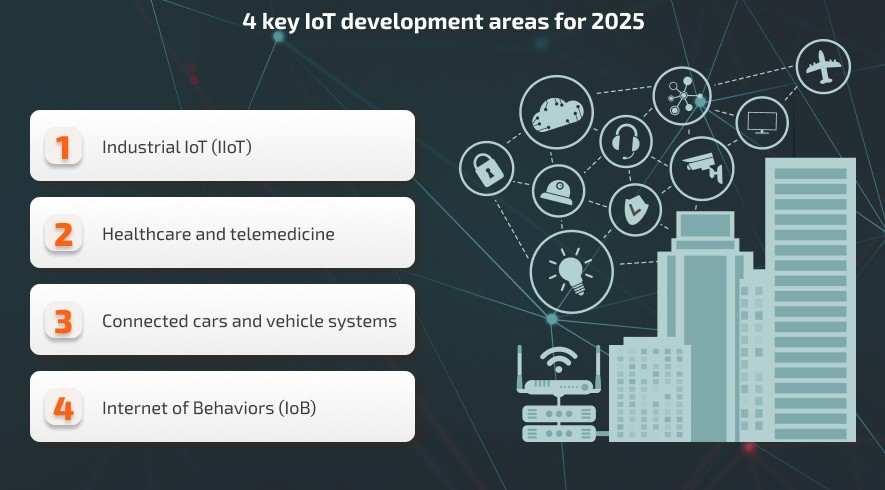 4 key IoT development areas for 2025
1 Industrial IoT (IIoT)
2 Healthcare and telemedicine
3 Connected cars and vehicle systems
4 Internet of Behaviors (IoB)